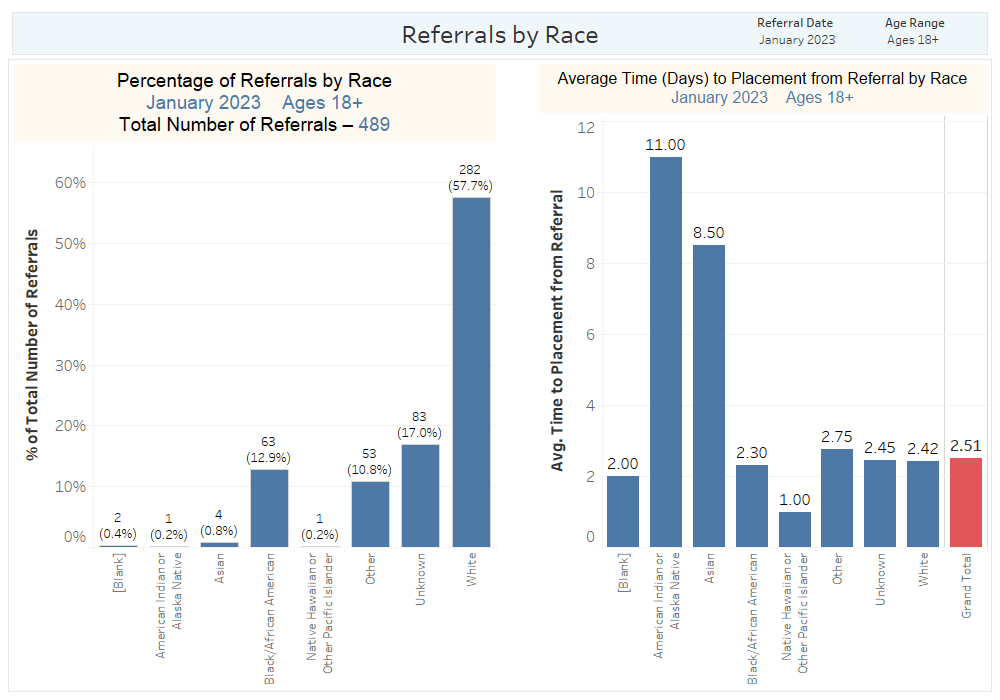 Referrals by Race
Referral Date
January 2023
Age Range
Ages 18+
Percentage of Referrals by Race
January 2023 Ages 18+
Total Number of Referrals – 489
% of Total Number of Referrals
60%
50%
40%
30%
20%
10%
0%
2
(0.4%)
1
(0.2%)
4
(0.8%)
63
(12.9%)
1
(0.2%)
53
(10.8%)
83
(17.0%)
282
(57.7%)
[Blank]
American Indian or
Alaska Native
Asian
Black/African American
Native Hawaiian or
Other Pacific Islander
Other
Unknown
White
Average Time (Days) to Placement from Referral by Race
January 2023 Ages 18+
Avg. Time to Placement from Referral
12
10
8
6
4
2
0
2.00
11.00
8.50
2.30
1.00
2.75
2.45
2.42
2.51
[Blank]
American Indian or
Alaska Native
Asian
Black/African American
Native Hawaiian or
Other Pacific Islander
Other
Unknown
White
Grand Total